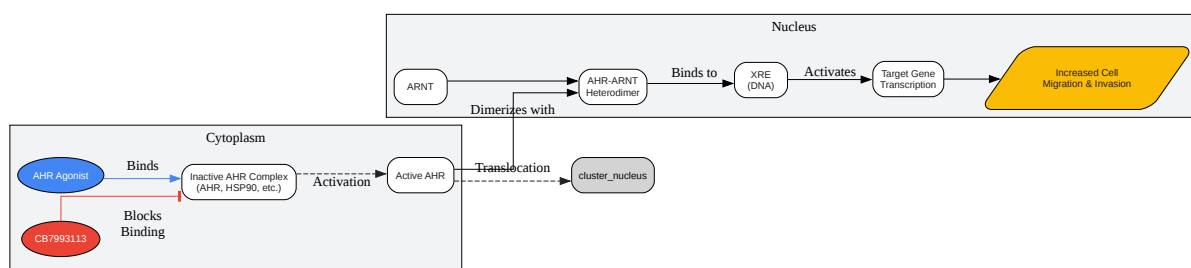 Nucleus
ARNT
AHR-ARNT
Heterodimer
Binds to
XRE
(DNA)
Activates
Target Gene
Transcription
Increased Cell
Migration & Invasion
Dimerizes with
Cytoplasm
AHR Agonist
Binds
Inactive AHR Complex
(AHR, HSP90, etc.)
Activation
Active AHR
Translocation
cluster_nucleus
Blocks
Binding
CB7993113